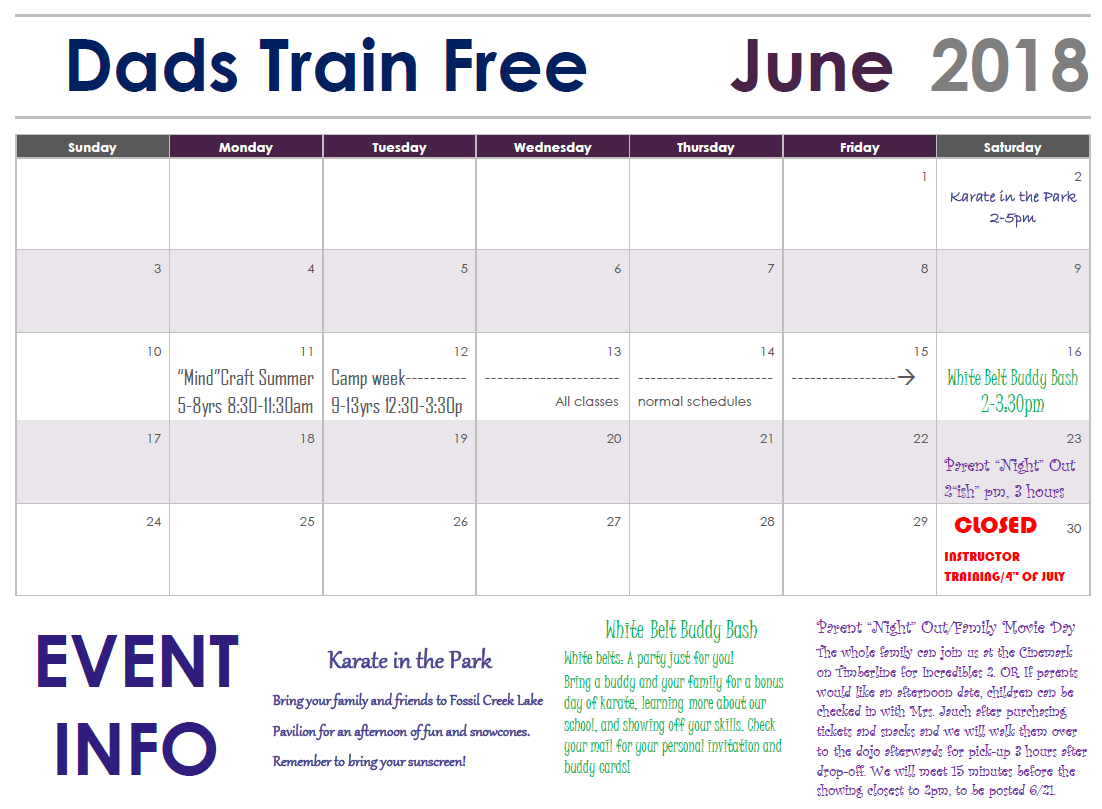 Dads Train Free June 2018
Sunday Monday Tuesday Wednesday Thursday Friday Saturday
1 2
Karate in the Park
2-5pm
3 4 5 6 7 8 9
10 11 12 13 14 15 16
“Mind”Craft Summer Camp week---------- ---------------------- ---------------------- -----------------→ White Belt Buddy Bash
5-8yrs 8:30-11:30am 9-13yrs 12:30-3:30p All classes normal schedules 2-3:30pm
17 18 19 20 21 22 23
Parent “Night” Out
2“ish” pm, 3 hours
24 25 26 27 28 29 CLOSED 30
INSTRUCTOR
TRAINING/4TH OF JULY
EVENT
INFO
Karate in the Park
Bring your family and friends to Fossil Creek Lake
Pavilion for an afternoon of fun and snowcones.
Remember to bring your sunscreen!
White Belt Buddy Bash
White belts: A party just for you!
Bring a buddy and your family for a bonus
day of karate, learning more about our
school, and showing off your skills. Check
your mail for your personal invitation and
buddy cards!
Parent “Night” Out/Family Movie Day
The whole family can join us at the Cinemark
on Timberline for Incredibles 2. OR If parents
would like an afternoon date, children can be
checked in with Mrs. Jauch after purchasing
tickets and snacks and we will walk them over
to the dojo afterwards for pick-up 3 hours after
drop-off. We will meet 15 minutes before the
showing closest to 2pm, to be posted 6/21.